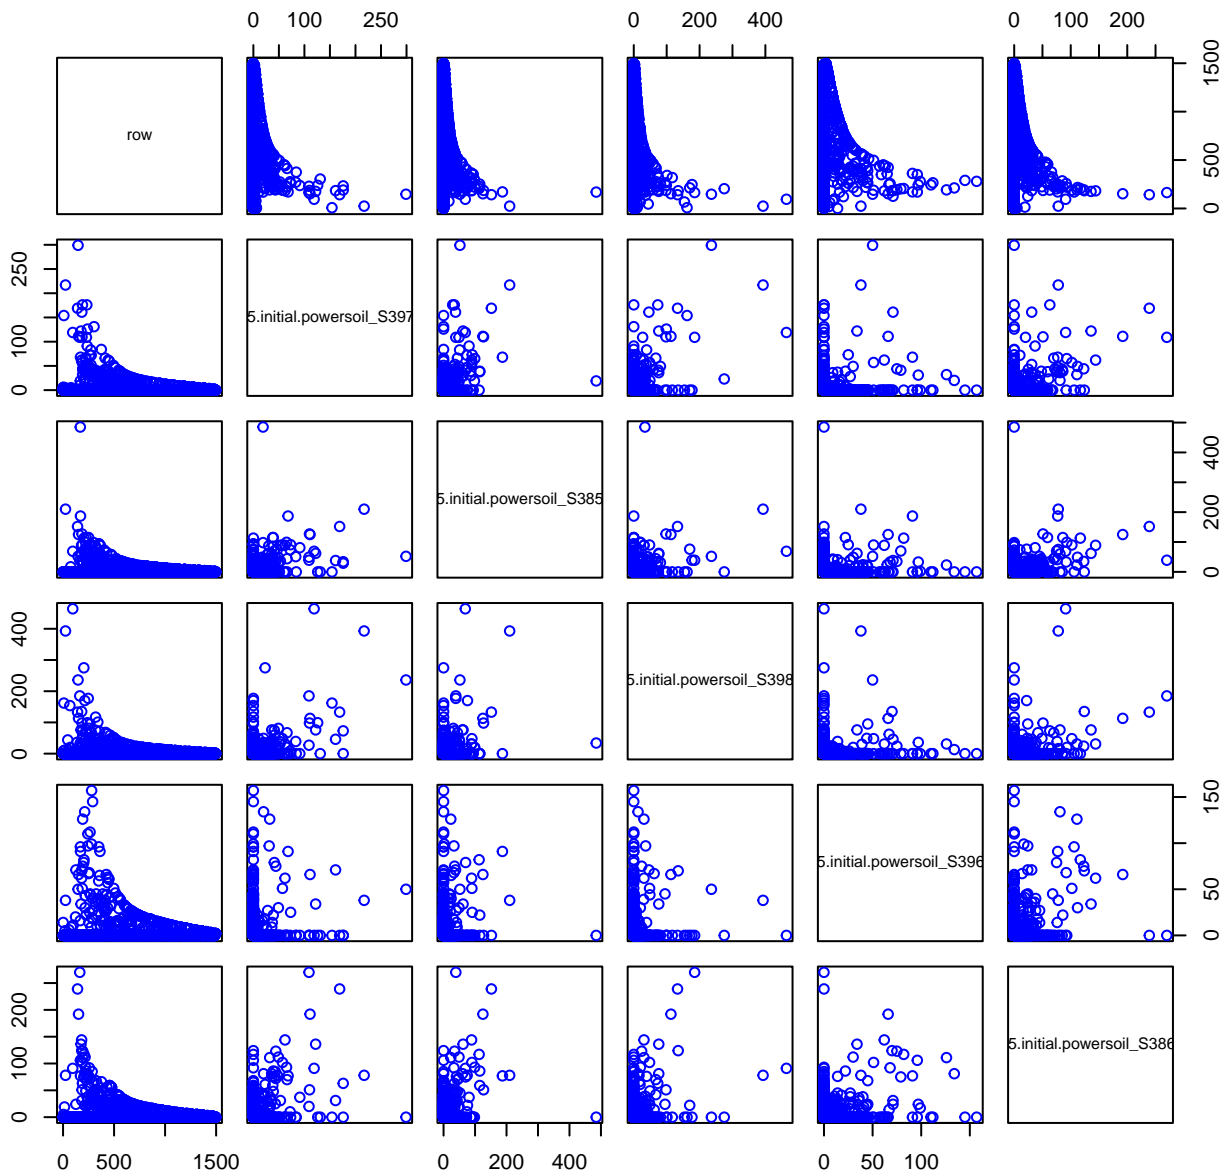 0 100 250
0 200 400
0 100 200
row
0 500 1500
5.initial.powersoil_S397
0 100 250
5.initial.powersoil_S385
0 200 400
5.initial.powersoil_S398
0 200 400
5.initial.powersoil_S396
0 50 150
5.initial.powersoil_S386
0 100 200
0 500 1500
0 200 400
0 50 100